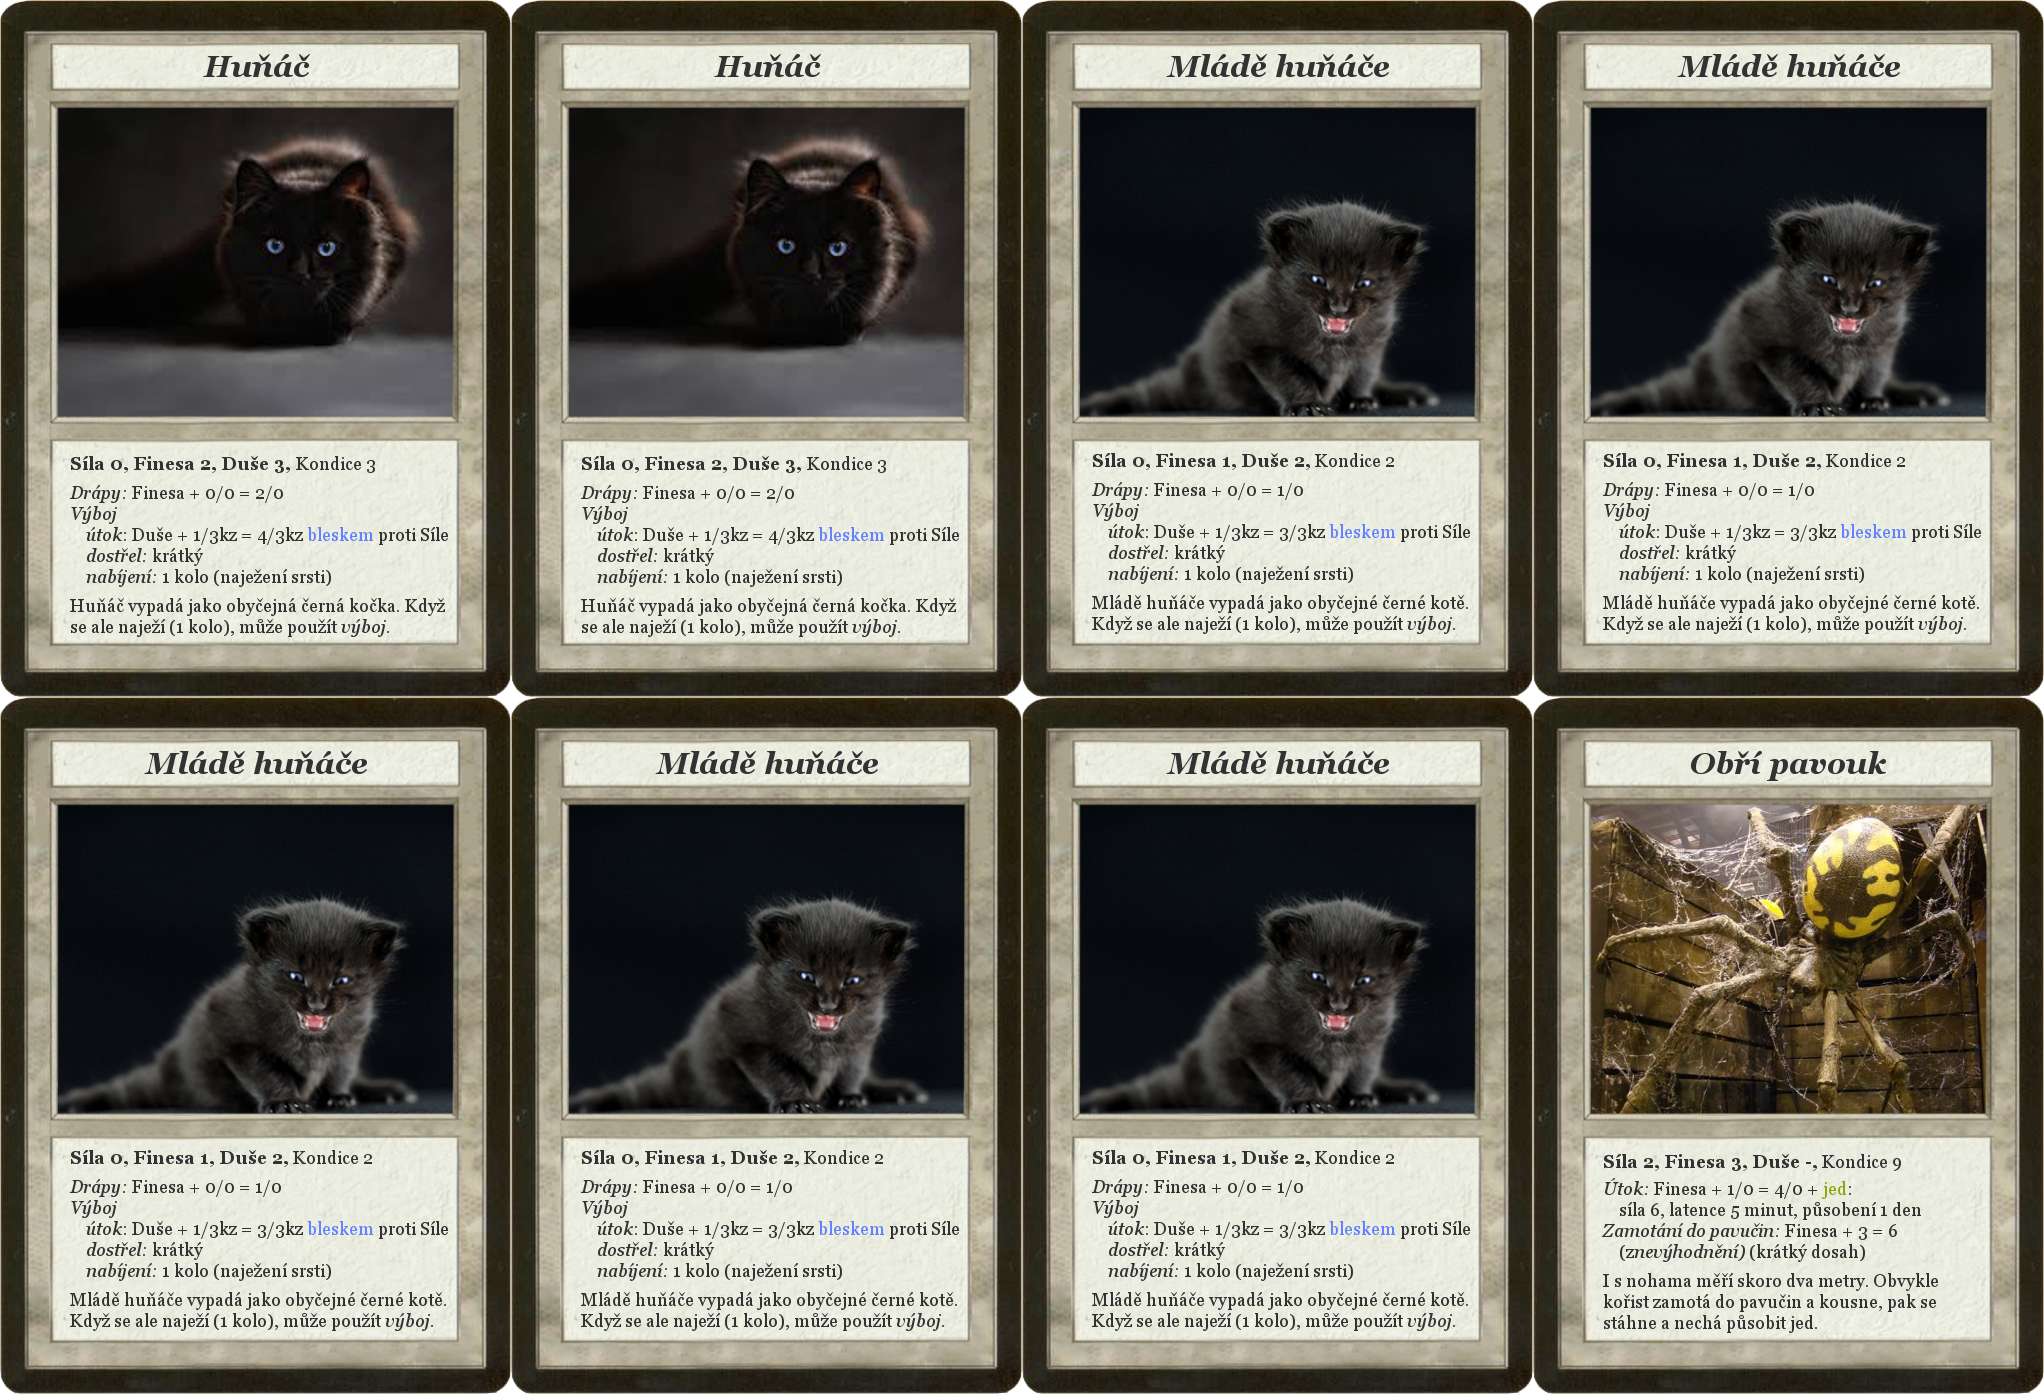 Huňáč
Síla 0, Finesa 2, Duše 3, Kondice 3
Drápy: Finesa + 0/0 = 2/0
Výboj
útok: Duše + 1/3kz = 4/3kz bleskem proti Síle
dostřel: krátký
nabíjení: 1 kolo (naježení srsti)
Huňáč vypadá jako obyčejná černá kočka. Když
se ale naježí (1 kolo), může použít výboj.
Huňáč
Síla 0, Finesa 2, Duše 3, Kondice 3
Drápy: Finesa + 0/0 = 2/0
Výboj
útok: Duše + 1/3kz = 4/3kz bleskem proti Síle
dostřel: krátký
nabíjení: 1 kolo (naježení srsti)
Huňáč vypadá jako obyčejná černá kočka. Když
se ale naježí (1 kolo), může použít výboj.
Mládě huňáče
Síla 0, Finesa 1, Duše 2, Kondice 2
Drápy: Finesa + 0/0 = 1/0
Výboj
útok: Duše + 1/3kz = 3/3kz bleskem proti Síle
dostřel: krátký
nabíjení: 1 kolo (naježení srsti)
Mládě huňáče vypadá jako obyčejné černé kotě.
Když se ale naježí (1 kolo), může použít výboj.
Mládě huňáče
Síla 0, Finesa 1, Duše 2, Kondice 2
Drápy: Finesa + 0/0 = 1/0
Výboj
útok: Duše + 1/3kz = 3/3kz bleskem proti Síle
dostřel: krátký
nabíjení: 1 kolo (naježení srsti)
Mládě huňáče vypadá jako obyčejné černé kotě.
Když se ale naježí (1 kolo), může použít výboj.
Mládě huňáče
Síla 0, Finesa 1, Duše 2, Kondice 2
Drápy: Finesa + 0/0 = 1/0
Výboj
útok: Duše + 1/3kz = 3/3kz bleskem proti Síle
dostřel: krátký
nabíjení: 1 kolo (naježení srsti)
Mládě huňáče vypadá jako obyčejné černé kotě.
Když se ale naježí (1 kolo), může použít výboj.
Mládě huňáče
Síla 0, Finesa 1, Duše 2, Kondice 2
Drápy: Finesa + 0/0 = 1/0
Výboj
útok: Duše + 1/3kz = 3/3kz bleskem proti Síle
dostřel: krátký
nabíjení: 1 kolo (naježení srsti)
Mládě huňáče vypadá jako obyčejné černé kotě.
Když se ale naježí (1 kolo), může použít výboj.
Mládě huňáče
Síla 0, Finesa 1, Duše 2, Kondice 2
Drápy: Finesa + 0/0 = 1/0
Výboj
útok: Duše + 1/3kz = 3/3kz bleskem proti Síle
dostřel: krátký
nabíjení: 1 kolo (naježení srsti)
Mládě huňáče vypadá jako obyčejné černé kotě.
Když se ale naježí (1 kolo), může použít výboj.
Obří pavouk
Síla 2, Finesa 3, Duše -, Kondice 9
Útok: Finesa + 1/0 = 4/0 + jed:
síla 6, latence 5 minut, působení 1 den
Zamotání do pavučin: Finesa + 3 = 6
(znevýhodnění) (krátký dosah)
I s nohama měří skoro dva metry. Obvykle
kořist zamotá do pavučin a kousne, pak se
stáhne a nechá působit jed.